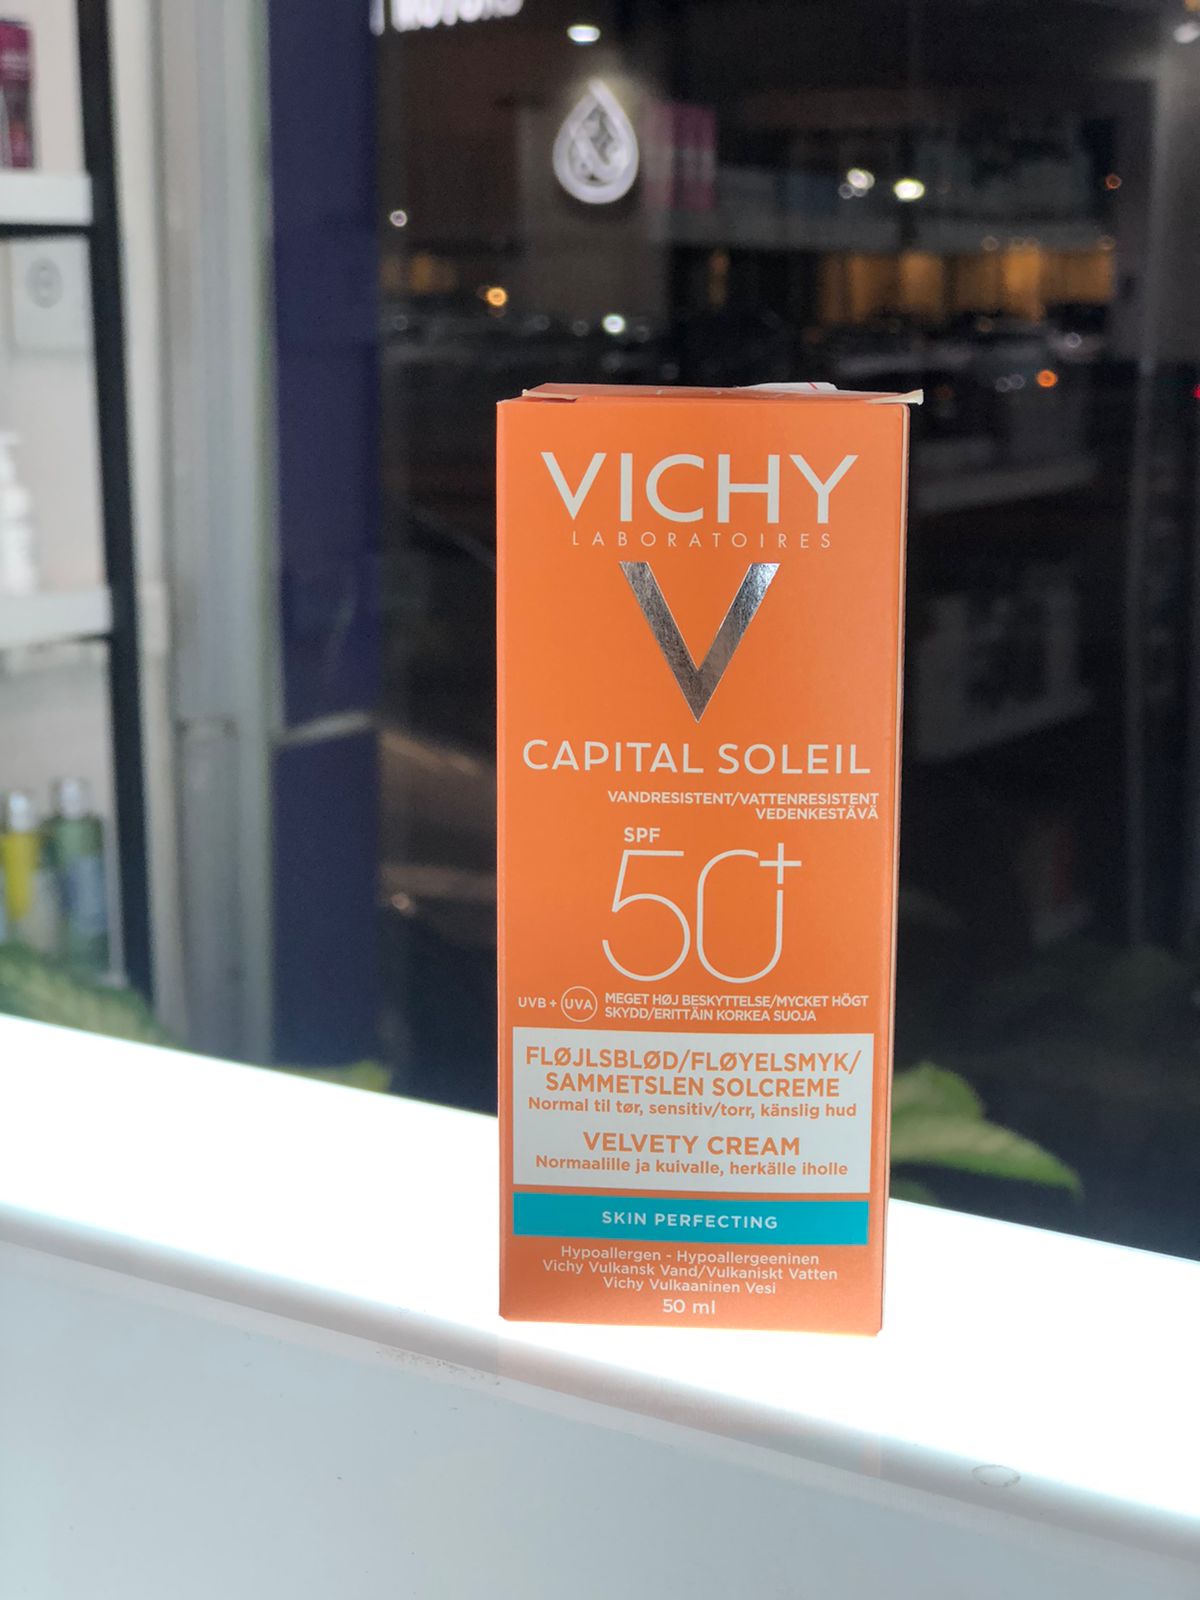 VICHY
LABORATOIRES
CAPITAL SOLEIL
VANDRESISTENT/VATTENRESISTENT
VEDENKESTÄVÄ
SPF
50+
UVB + UVA MEGET HØJ BESKYTTELSE/MYCKET HÖGT
SKYDD/ERITTÄIN KORKEA SUOJA
FLØJLSBLØD/FLØYELSMYK/
SAMMETSLEN SOLCREME
Normal til tør, sensitiv/torr, känslig hud
VELVETY CREAM
Normaalille ja kuivalle, herkälle iholle
SKIN PERFECTING
Hypoallergen - Hypoallergeeninen
Vichy Vulkansk Vand/Vulkaniskt Vatten
Vichy Vulkaaninen Vesi
50 ml